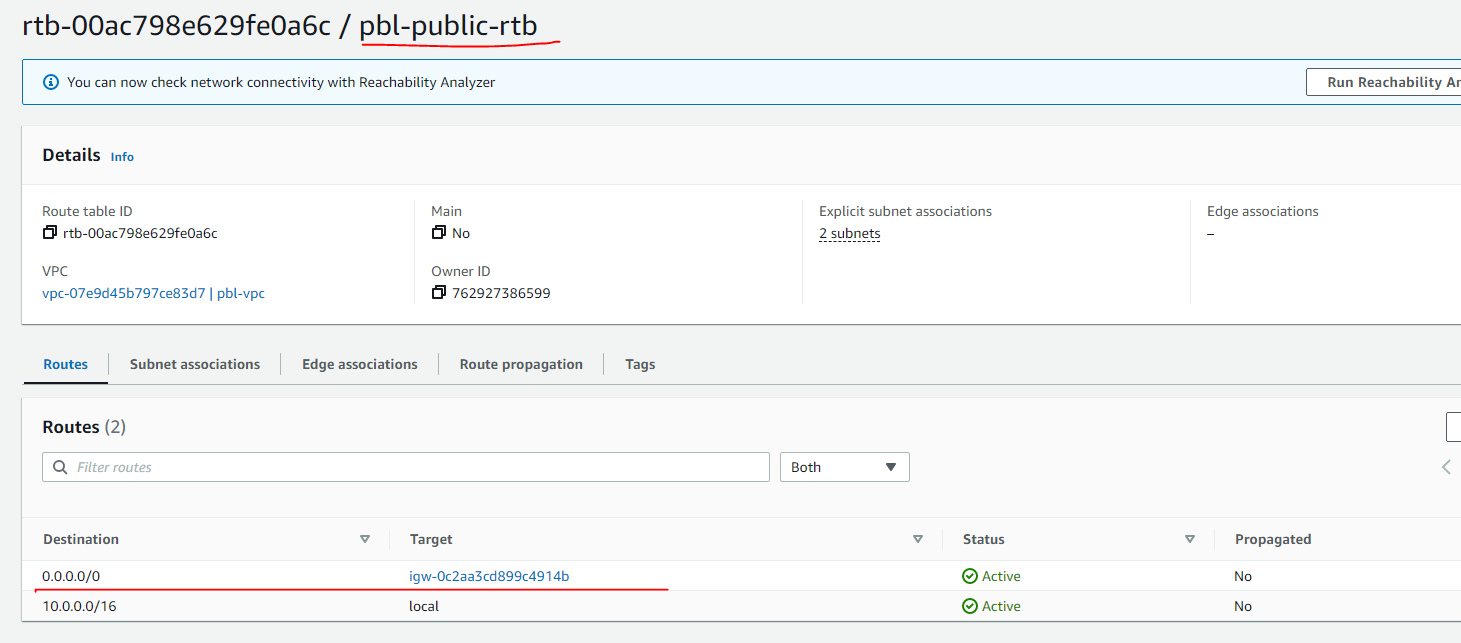 rtb-00ac798e629fe0a6c / pbl-public-rtb
You can now check network connectivity with Reachability Analyzer
Run Reachability An
Details Info
Route table ID
rtb-00ac798e629fe0a6c
Main
No
Explicit subnet associations
2 subnets
Edge associations
–
VPC
vpc-07e9d45b797ce83d7 | pbl-vpc
Owner ID
762927386599
Routes Subnet associations Edge associations Route propagation Tags
Routes (2)
Filter routes
Both
Destination Target Status Propagated
0.0.0.0/0 igw-0c2aa3cd899c4914b Active No
10.0.0.0/16 local Active No